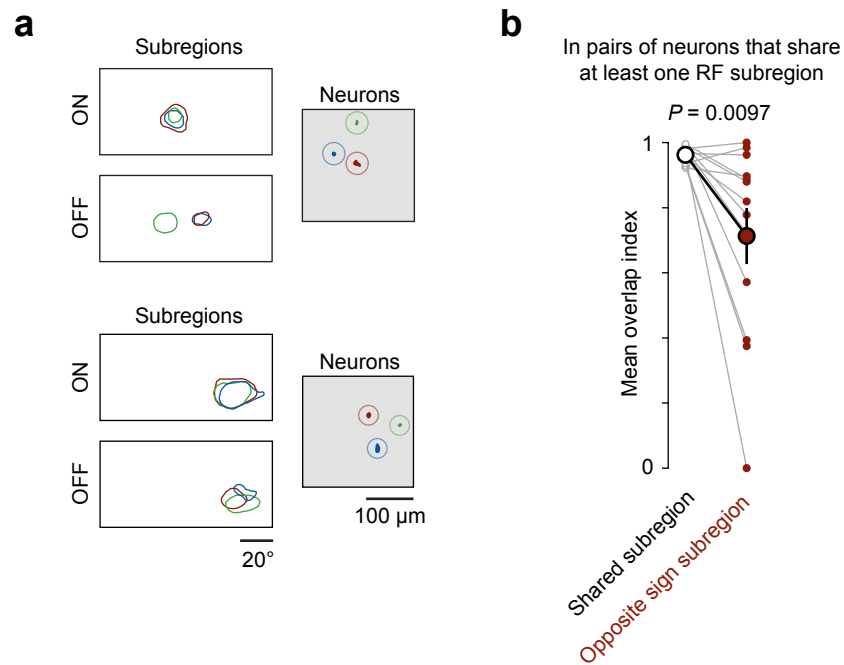 a
Subregions
ON
OFF
Neurons
Subregions
ON
OFF
Neurons
20°
100 µm
b
In pairs of neurons that share
at least one RF subregion
P = 0.0097
1
Mean overlap index
0
Shared subregion
Opposite sign subregion